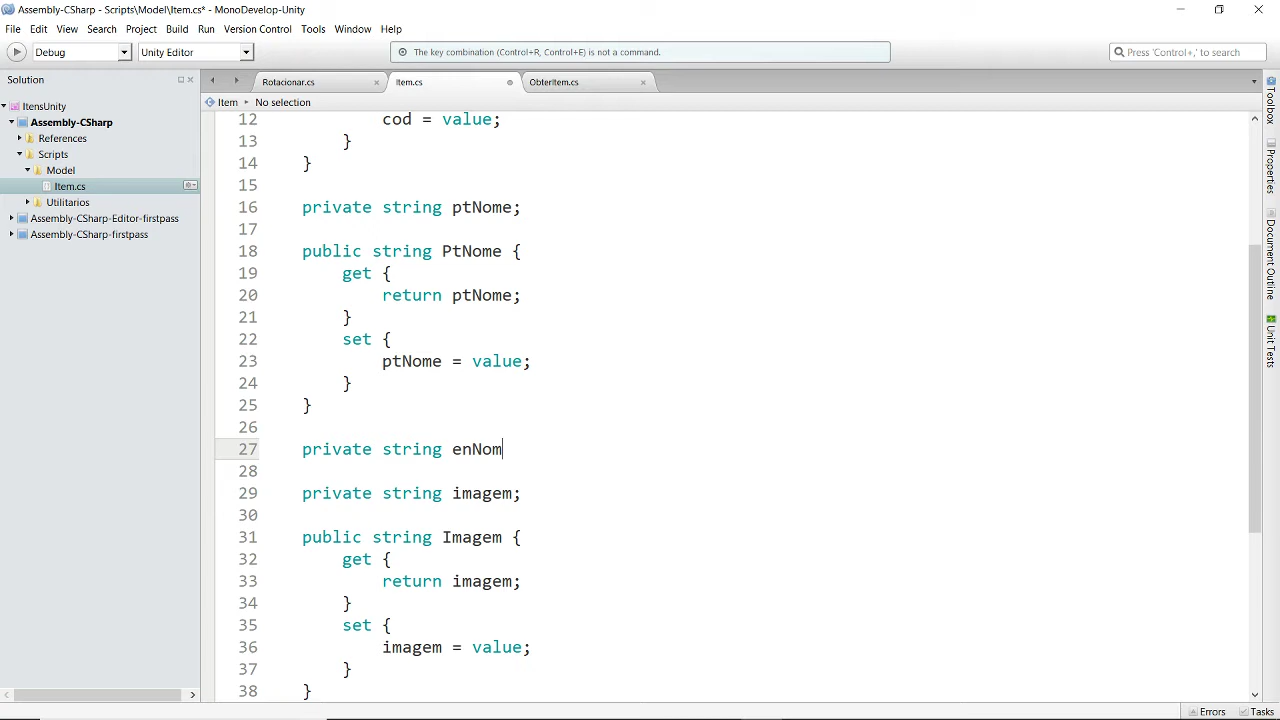 Assembly-CSharp - Scripts\Model\Item.cs* - MonoDevelop-Unity
File Edit View Search Project Build Run Version Control Tools Window Help
Debug Unity Editor The key combination (Control+R, Control+E) is not a command. Press 'Control+,' to search
Solution
Rotacionar.cs Item.cs ObterItem.cs
Item No selection
ItensUnity
Assembly-CSharp
References
Scripts
Model
Item.cs
Utilitarios
Assembly-CSharp-Editor-firstpass
Assembly-CSharp-firstpass
12 cod = value;
13 }
14 }
15
16 private string ptNome;
17
18 public string PtNome {
19 get {
20 return ptNome;
21 }
22 set {
23 ptNome = value;
24 }
25 }
26
27 private string enNom
28
29 private string imagem;
30
31 public string Imagem {
32 get {
33 return imagem;
34 }
35 set {
36 imagem = value;
37 }
38 }
Toolbox
Properties
Document Outline
Unit Tests
Errors Tasks